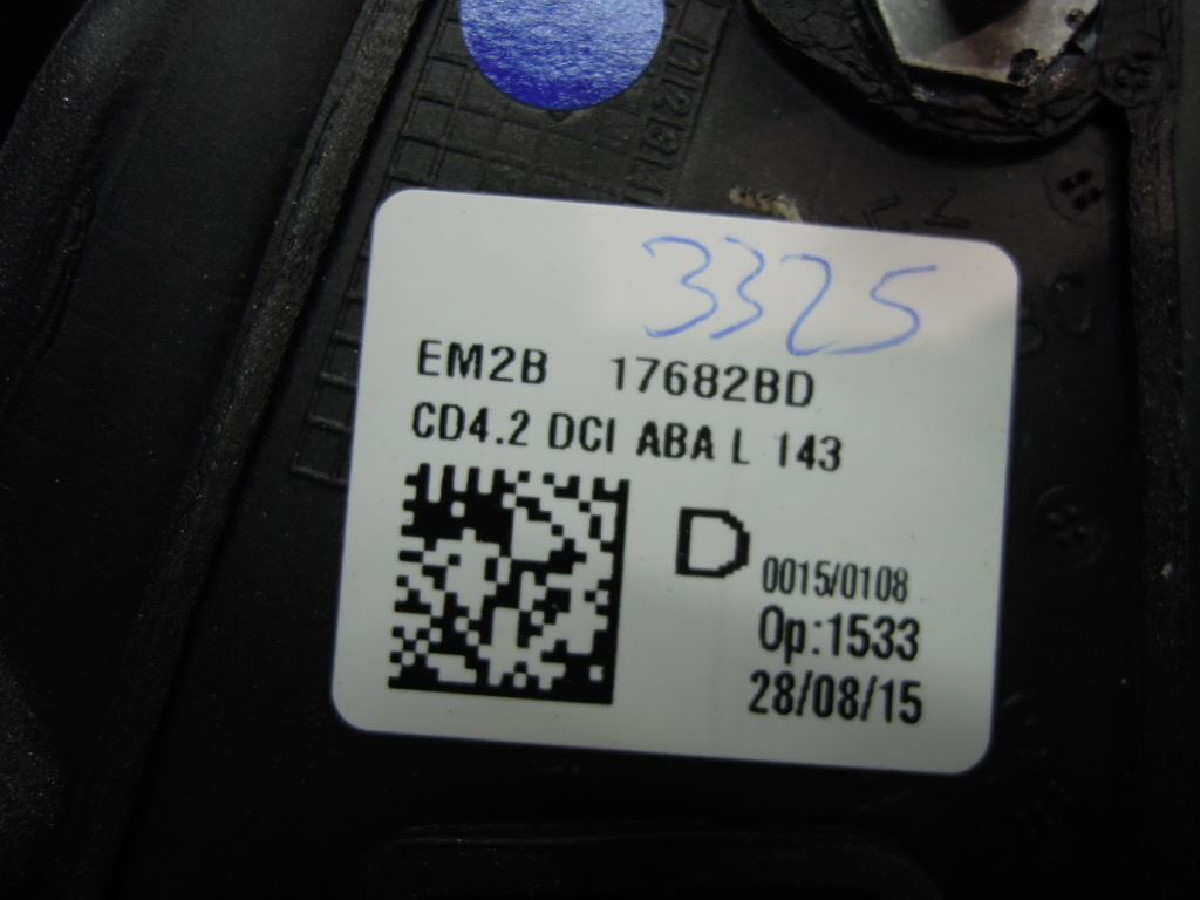 3325
EM2B 17682BD
CD4.2 DCI ABA L 143
D 0015/0108
Op:1533
28/08/15